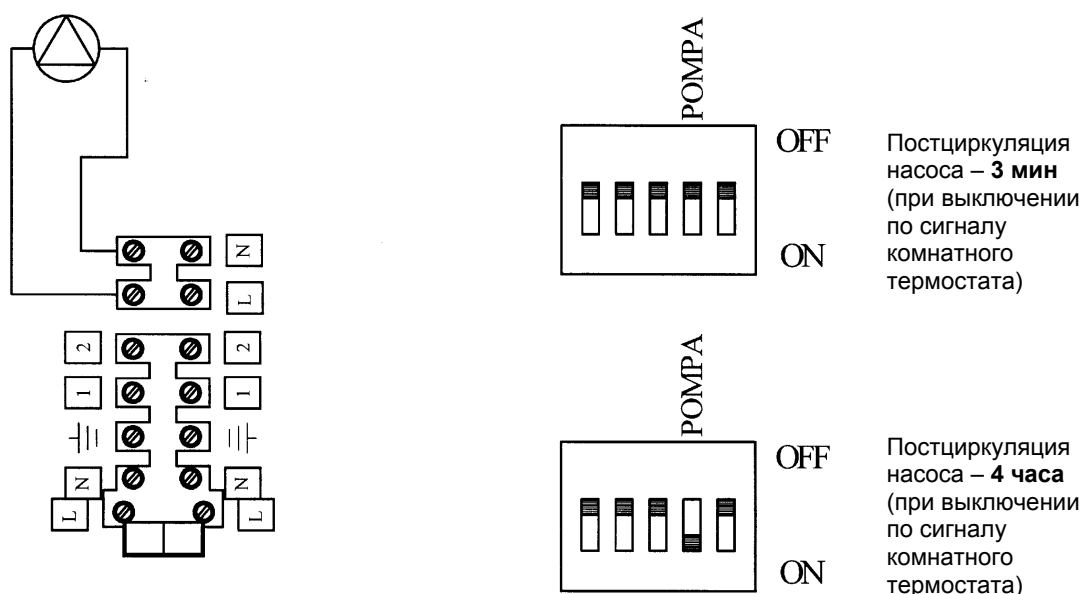 N
L
2
2
1
1
N
N
L
L
POMPA
OFF
ON
Постциркуляция
насоса – 3 мин
(при выключении
по сигналу
комнатного
термостата)
POMPA
OFF
ON
Постциркуляция
насоса – 4 часа
(при выключении
по сигналу
комнатного
термостата)